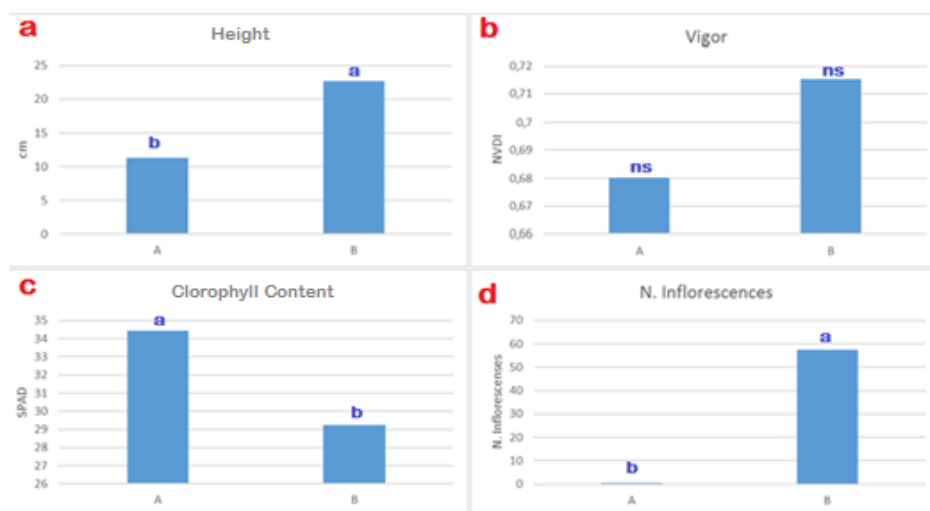 a
Height
25
20
15
10
5
0
cm
b
a
A
B
b
Vigor
0,72
0,71
0,7
0,69
0,68
0,67
0,66
NVDI
ns
ns
A
B
c
Clorophyll Content
35
34
33
32
31
30
29
28
27
26
SPAD
a
b
A
B
d
N. Inflorescences
70
60
50
40
30
20
10
0
N. Inflorescenses
b
a
A
B